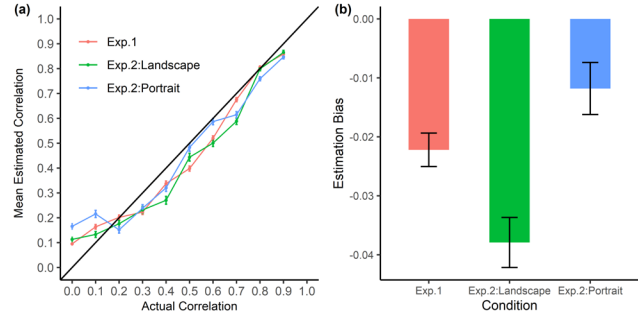 (a)
1.0
0.9
0.8
0.7
0.6
0.5
0.4
0.3
0.2
0.1
0.0
Mean Estimated Correlation
Exp.1
Exp.2:Landscape
Exp.2:Portrait
0.0 0.1 0.2 0.3 0.4 0.5 0.6 0.7 0.8 0.9 1.0
Actual Correlation
(b)
0.00
-0.01
-0.02
-0.03
-0.04
Estimation Bias
Exp.1 Exp.2:Landscape Exp.2:Portrait
Condition